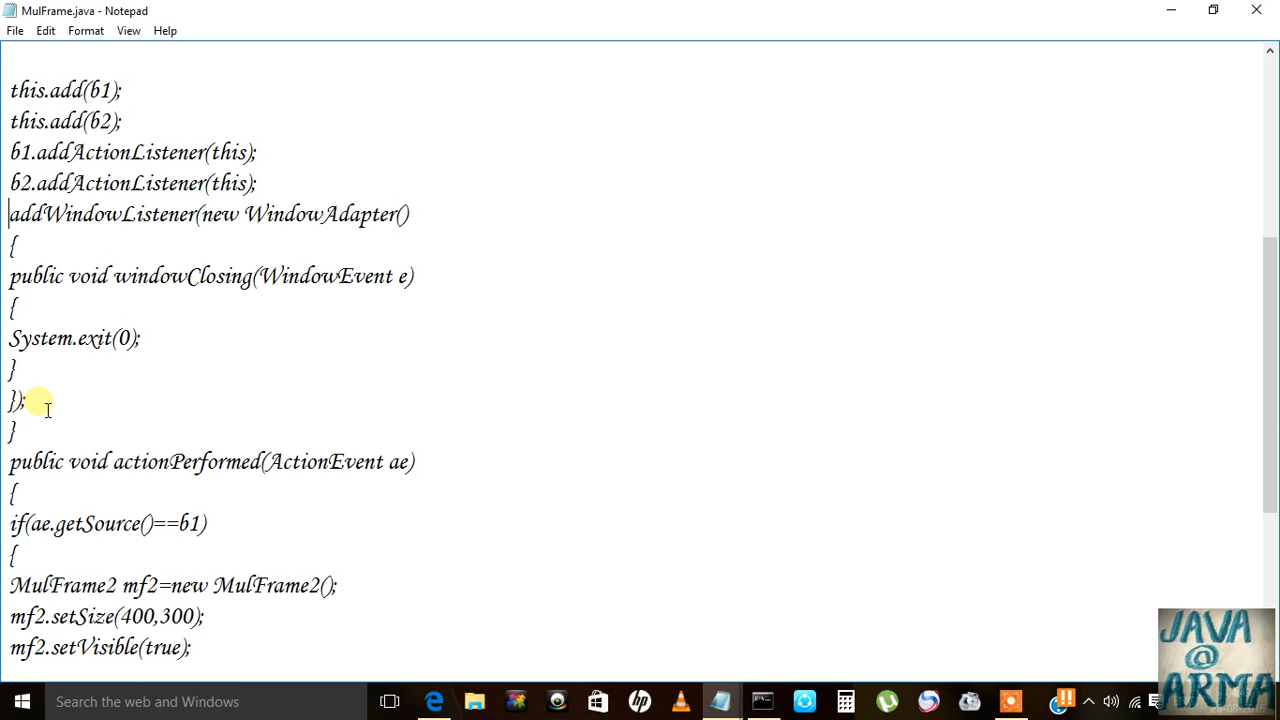 MulFrame.java - Notepad
File Edit Format View Help
this.add(b1);
this.add(b2);
b1.addActionListener(this);
b2.addActionListener(this);
addWindowListener(new WindowAdapter()
{
public void windowClosing(WindowEvent e)
{
System.exit(0);
}
});
}
public void actionPerformed(ActionEvent ae)
{
if(ae.getSource()==b1)
{
MulFrame2 mf2=new MulFrame2();
mf2.setSize(400,300);
mf2.setVisible(true);
JAVA
@
ARMA
Search the web and Windows